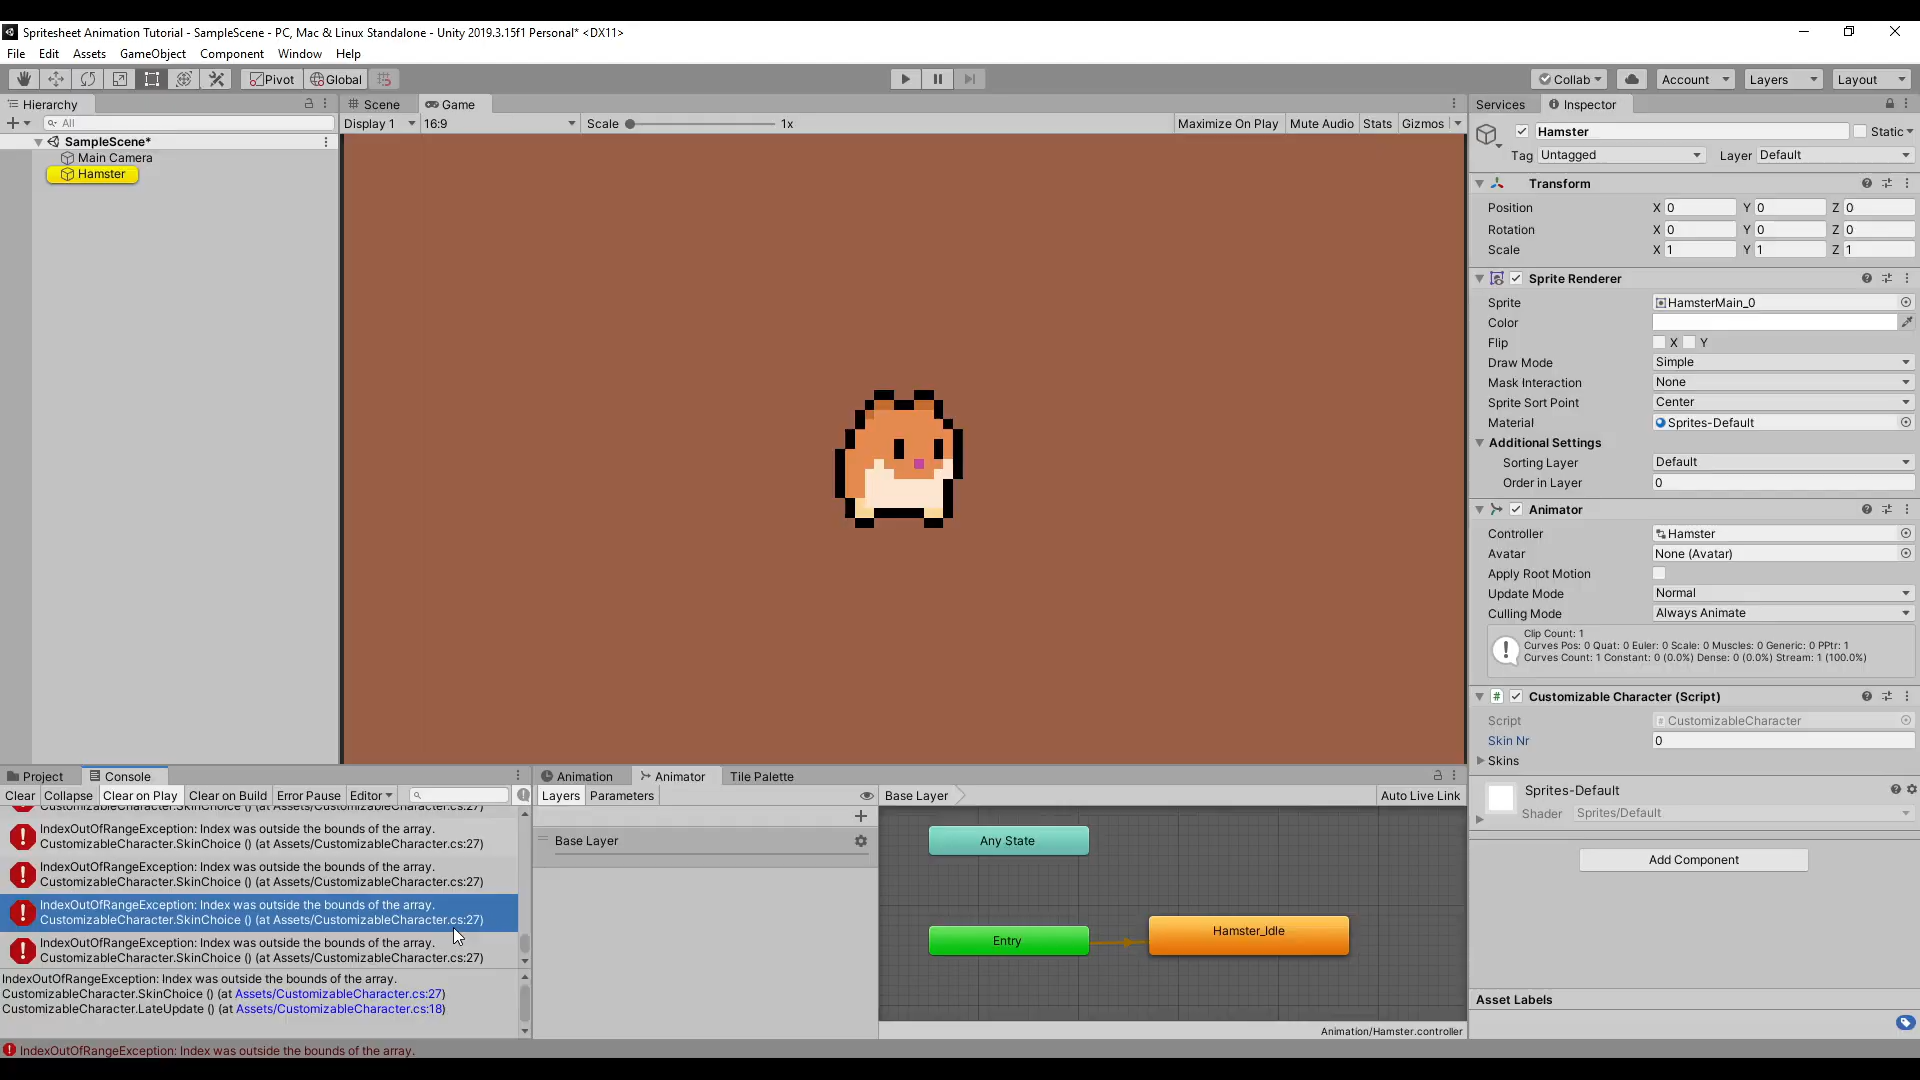 Spritesheet Animation Tutorial - SampleScene - PC, Mac & Linux Standalone - Unity 2019.3.15f1 Personal* <DX11>
File Edit Assets GameObject Component Window Help
Pivot Global Collab Account Layers Layout
Hierarchy
All
SampleScene*
Main Camera
Hamster
Scene Game
Display 1 16:9 Scale 1x Maximize On Play Mute Audio Stats Gizmos
Services Inspector
Hamster Static
Tag Untagged Layer Default
Transform
Position X 0 Y 0 Z 0
Rotation X 0 Y 0 Z 0
Scale X 1 Y 1 Z 1
Sprite Renderer
Sprite HamsterMain_0
Color
Flip X Y
Draw Mode Simple
Mask Interaction None
Sprite Sort Point Center
Material Sprites-Default
Additional Settings
Sorting Layer Default
Order in Layer 0
Animator
Controller Hamster
Avatar None (Avatar)
Apply Root Motion
Update Mode Normal
Culling Mode Always Animate
Clip Count: 1
Curves Pos: 0 Quat: 0 Euler: 0 Scale: 0 Muscles: 0 Generic: 0 PPtr: 1
Curves Count: 1 Constant: 0 (0.0%) Dense: 0 (0.0%) Stream: 1 (100.0%)
Customizable Character (Script)
Script CustomizableCharacter
Skin Nr 0
Skins
Sprites-Default
Shader Sprites/Default
Add Component
Asset Labels
Project Console
Clear Collapse Clear on Play Clear on Build Error Pause Editor
CustomizableCharacter.SkinChoice () (at Assets/CustomizableCharacter.cs:27)
IndexOutOfRangeException: Index was outside the bounds of the array.
CustomizableCharacter.SkinChoice () (at Assets/CustomizableCharacter.cs:27)
IndexOutOfRangeException: Index was outside the bounds of the array.
CustomizableCharacter.SkinChoice () (at Assets/CustomizableCharacter.cs:27)
IndexOutOfRangeException: Index was outside the bounds of the array.
CustomizableCharacter.SkinChoice () (at Assets/CustomizableCharacter.cs:27)
IndexOutOfRangeException: Index was outside the bounds of the array.
CustomizableCharacter.SkinChoice () (at Assets/CustomizableCharacter.cs:27)
IndexOutOfRangeException: Index was outside the bounds of the array.
CustomizableCharacter.SkinChoice () (at Assets/CustomizableCharacter.cs:27)
CustomizableCharacter.LateUpdate () (at Assets/CustomizableCharacter.cs:18)
IndexOutOfRangeException: Index was outside the bounds of the array.
Animation Animator Tile Palette
Layers Parameters Base Layer Auto Live Link
Base Layer
Any State
Entry
Hamster_Idle
Animation/Hamster.controller